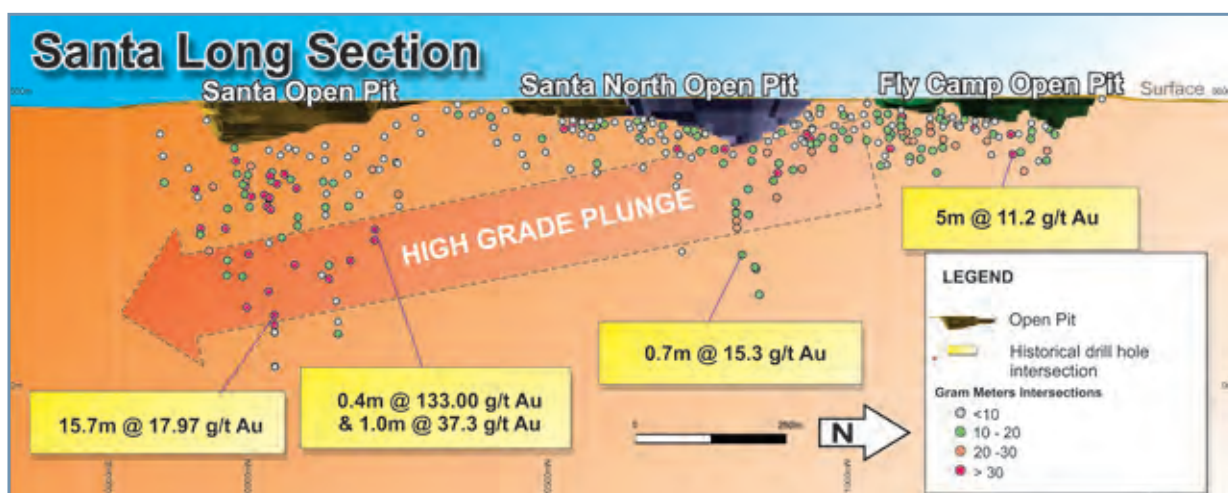 Santa Long Section
Santa Open Pit
Santa North Open Pit
Fly Camp Open Pit
Surface
HIGH GRADE PLUNGE
5m @ 11.2 g/t Au
0.7m @ 15.3 g/t Au
0.4m @ 133.00 g/t Au
& 1.0m @ 37.3 g/t Au
15.7m @ 17.97 g/t Au
LEGEND
Open Pit
Historical drill hole
intersection
Gram Meters Intersections
<10
10 - 20
20 -30
> 30
0
250m
N